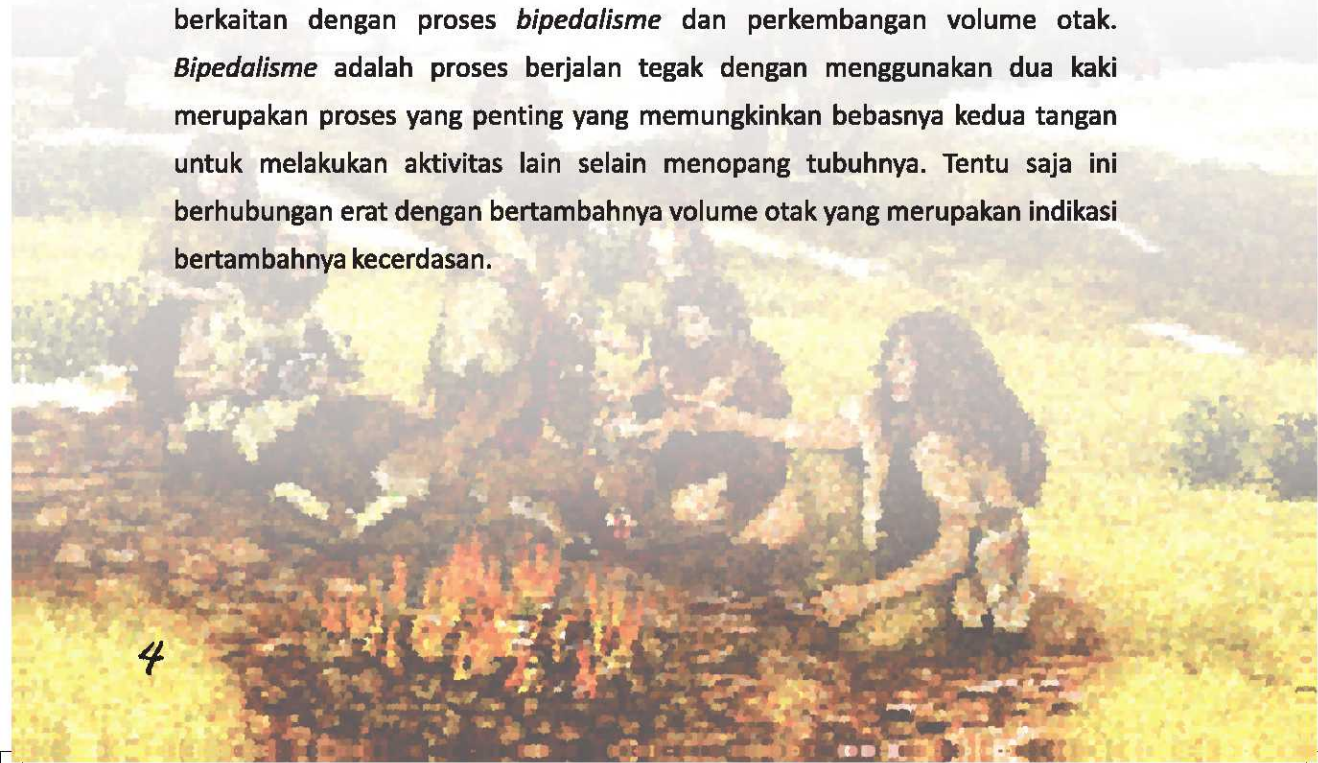 berkaitan dengan proses bipedalisme dan perkembangan volume otak.
Bipedalisme adalah proses berjalan tegak dengan menggunakan dua kaki
merupakan proses yang penting yang memungkinkan bebasnya kedua tangan
untuk melakukan aktivitas lain selain menopang tubuhnya. Tentu saja ini
berhubungan erat dengan bertambahnya volume otak yang merupakan indikasi
bertambahnya kecerdasan.
4